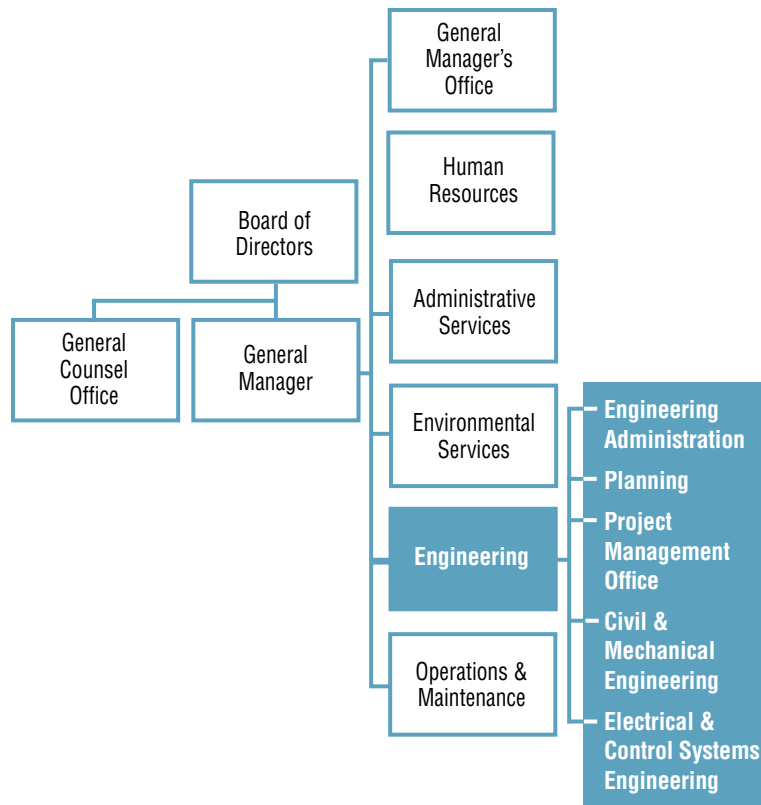 General
Manager’s
Office
Human
Resources
Board of
Directors
Administrative
Services
General
Counsel
Office
General
Manager
Environmental
Services
Engineering
Operations &
Maintenance
Engineering
Administration
Planning
Project
Management
Office
Civil &
Mechanical
Engineering
Electrical &
Control Systems
Engineering